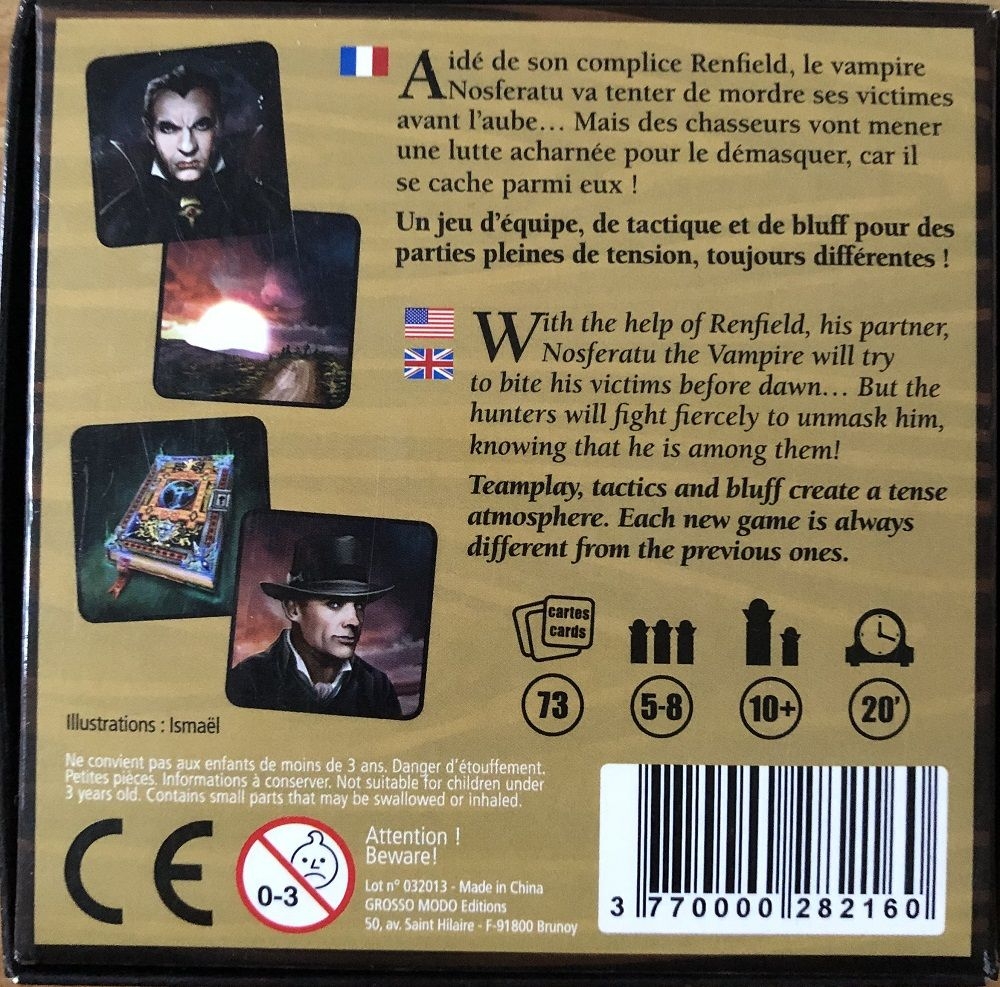 Aidé de son complice Renfield, le vampire
Nosferatu va tenter de mordre ses victimes
avant l'aube... Mais des chasseurs vont mener
une lutte acharnée pour le démasquer, car il
se cache parmi eux !
Un jeu d'équipe, de tactique et de bluff pour des
parties pleines de tension, toujours différentes !
With the help of Renfield, his partner,
Nosferatu the Vampire will try
to bite his victims before dawn... But the
hunters will fight fiercely to unmask him,
knowing that he is among them!
Teamplay, tactics and bluff create a tense
atmosphere. Each new game is always
different from the previous ones.
cartes
cards
73 5-8 10+ 20'
Illustrations : Ismaël
Ne convient pas aux enfants de moins de 3 ans. Danger d'étouffement.
Petites pièces. Informations à conserver. Not suitable for children under
3 years old. Contains small parts that may be swallowed or inhaled.
CE
0-3
Attention !
Beware!
Lot n° 032013 - Made in China
GROSSO MODO Editions
50, av. Saint Hilaire - F-91800 Brunoy
3 770000 282160